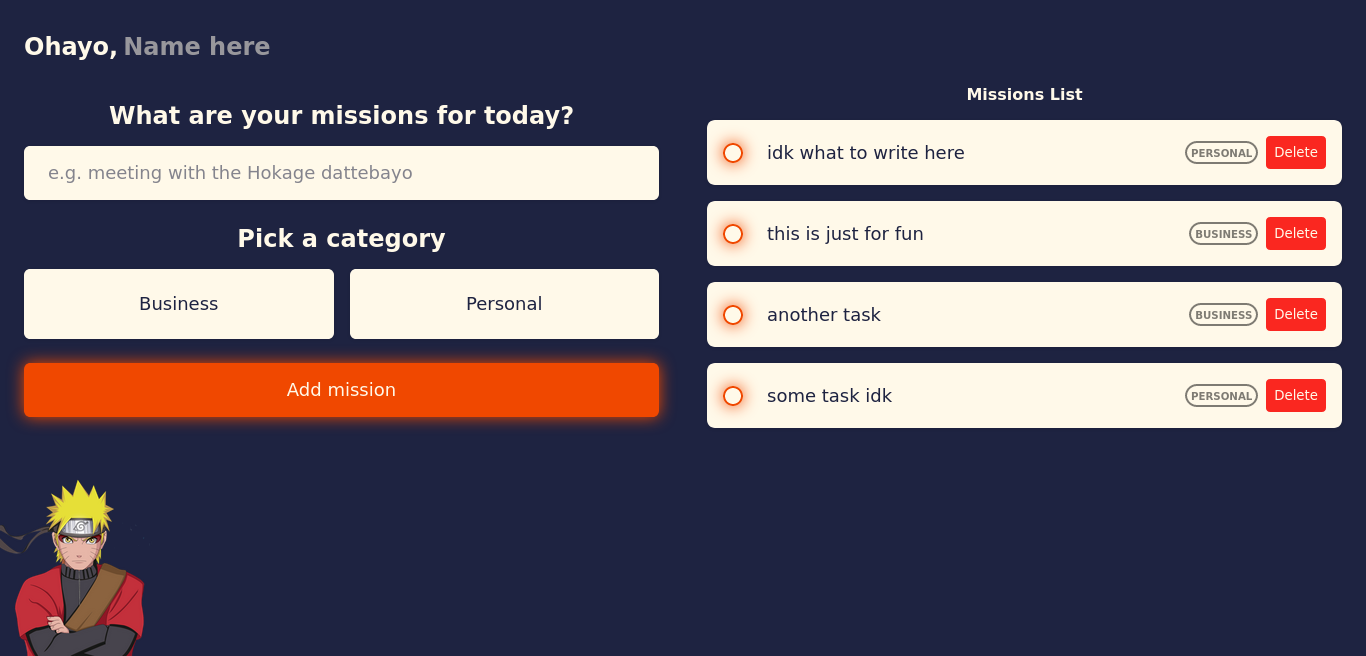 Ohayo, Name here
What are your missions for today?
e.g. meeting with the Hokage dattebayo
Pick a category
Business
Personal
Add mission
Missions List
idk what to write here PERSONAL Delete
this is just for fun BUSINESS Delete
another task BUSINESS Delete
some task idk PERSONAL Delete